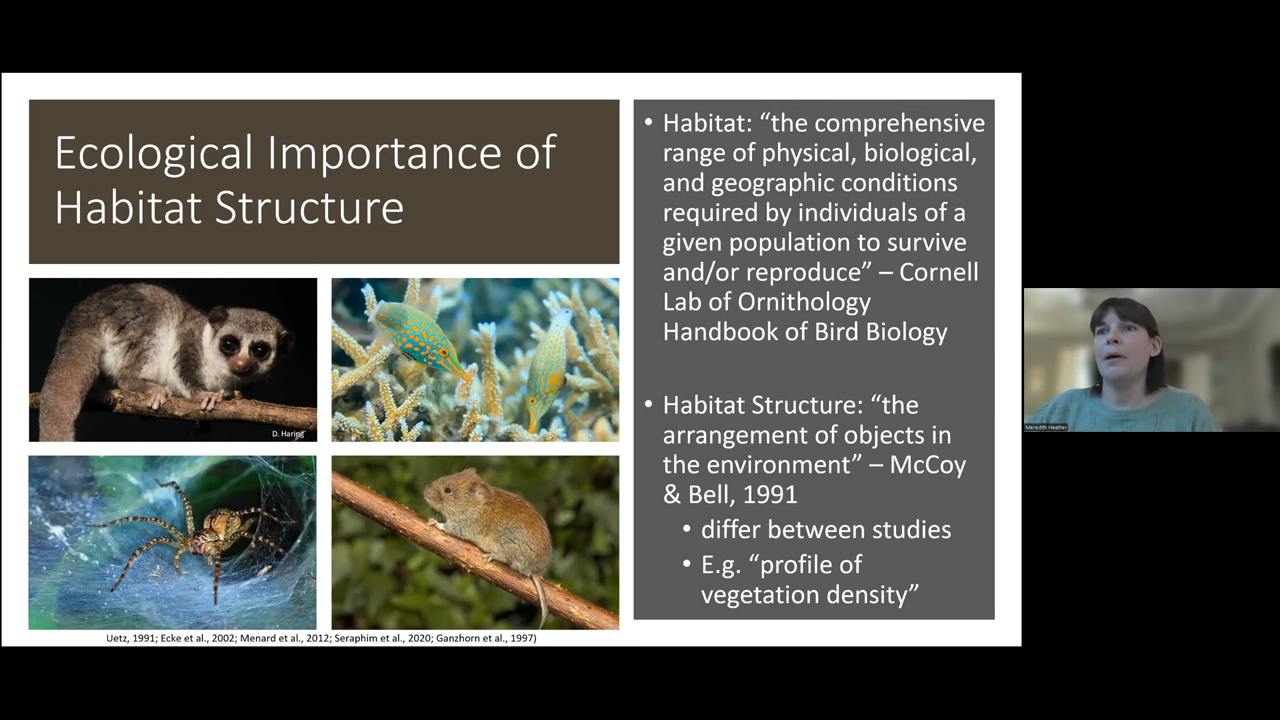 Ecological Importance of
Habitat Structure
D. Haring
Uetz, 1991; Ecke et al., 2002; Menard et al., 2012; Seraphim et al., 2020; Ganzhorn et al., 1997)
• Habitat: “the comprehensive
range of physical, biological,
and geographic conditions
required by individuals of a
given population to survive
and/or reproduce” – Cornell
Lab of Ornithology
Handbook of Bird Biology
• Habitat Structure: “the
arrangement of objects in
the environment” – McCoy
& Bell, 1991
• differ between studies
• E.g. “profile of
vegetation density”
Meredith Heather